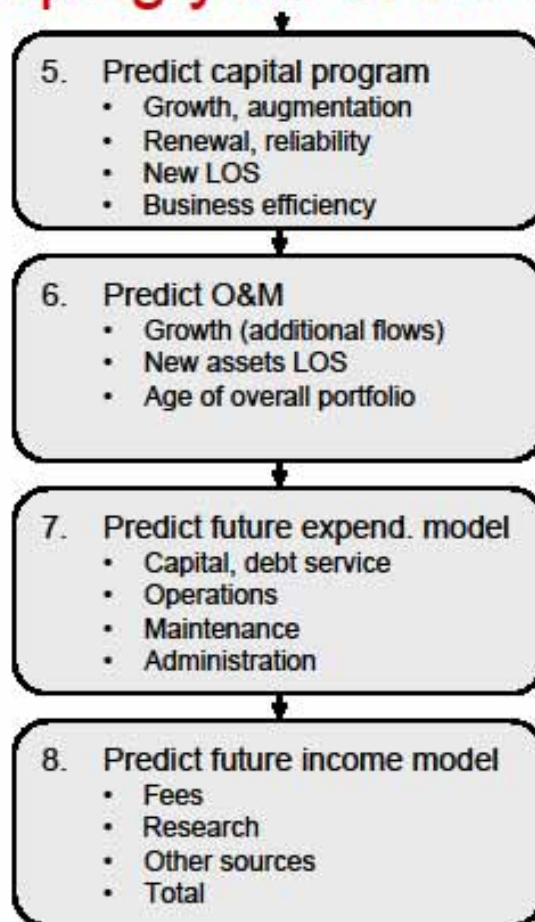 5. Predict capital program
• Growth, augmentation
• Renewal, reliability
• New LOS
• Business efficiency
6. Predict O&M
• Growth (additional flows)
• New assets LOS
• Age of overall portfolio
7. Predict future expend. model
• Capital, debt service
• Operations
• Maintenance
• Administration
8. Predict future income model
• Fees
• Research
• Other sources
• Total